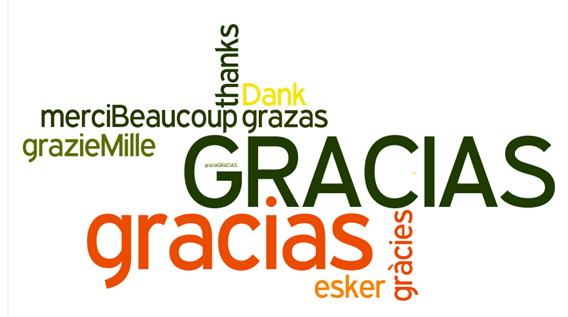 thanks
Dank
merciBeaucoup grazas
grazieMille
graciaGRACIAS
GRACIAS
gracias
gràcies
esker